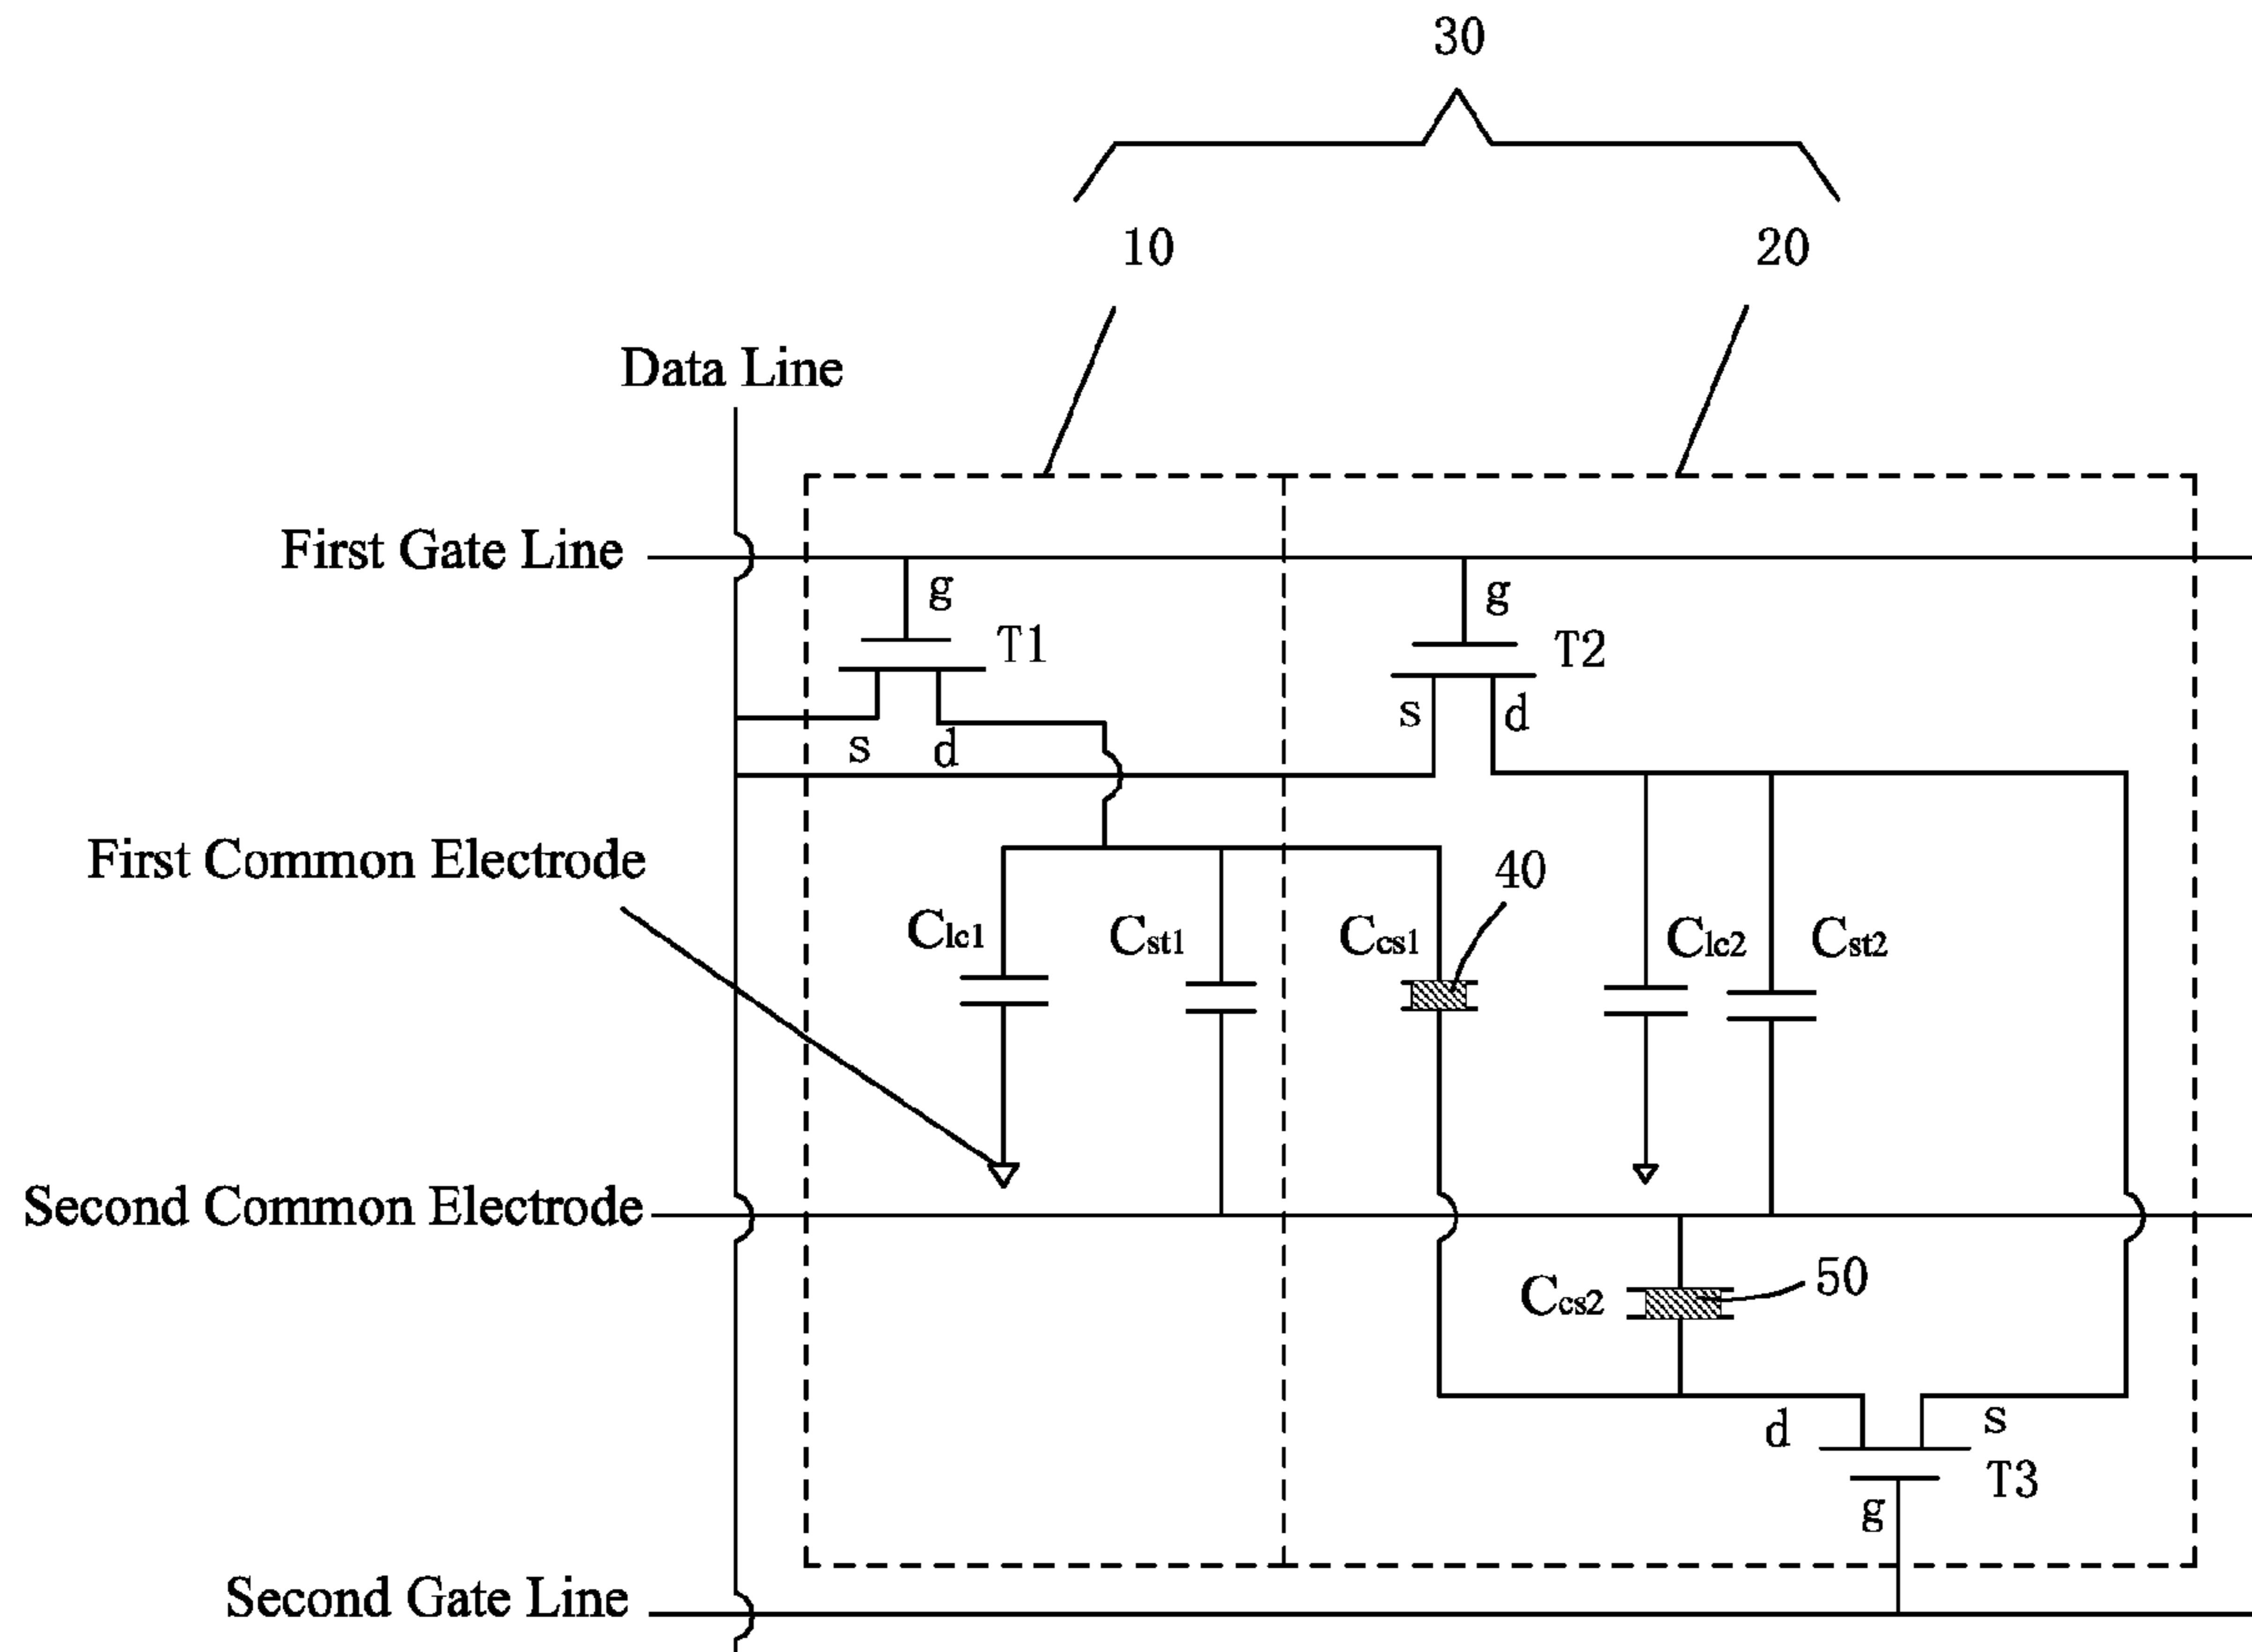 30
10
20
Data Line
First Gate Line
g
T1
g
T2
s
d
s
d
First Common Electrode
40
Clc1
Cst1
Ccs1
Clc2
Cst2
Second Common Electrode
Ccs2
50
d
s
T3
g
Second Gate Line